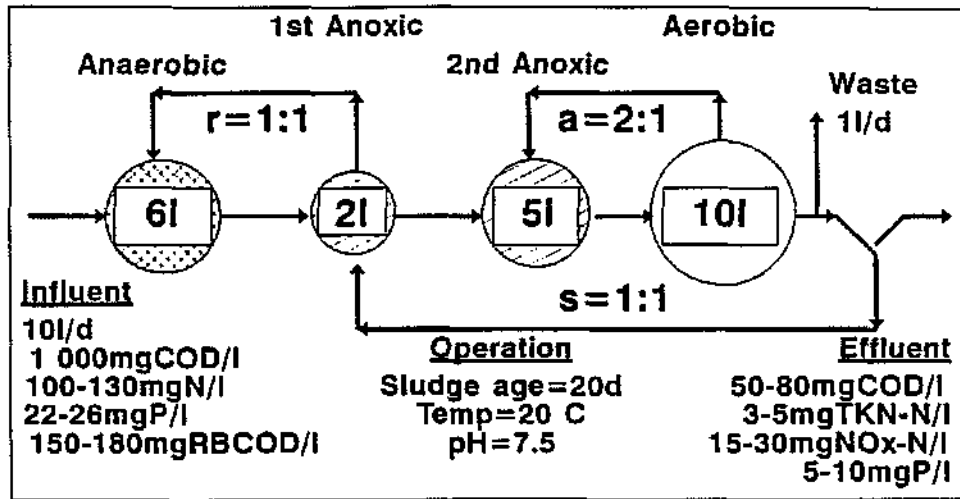 1st Anoxic
Aerobic
Anaerobic
2nd Anoxic
Waste
1l/d
r=1:1
a=2:1
6l
2l
5l
10l
s=1:1
Influent
10l/d
1 000mgCOD/l
100-130mgN/l
22-26mgP/l
150-180mgRBCOD/l
Operation
Sludge age=20d
Temp=20 C
pH=7.5
Effluent
50-80mgCOD/l
3-5mgTKN-N/l
15-30mgNOx-N/l
5-10mgP/l